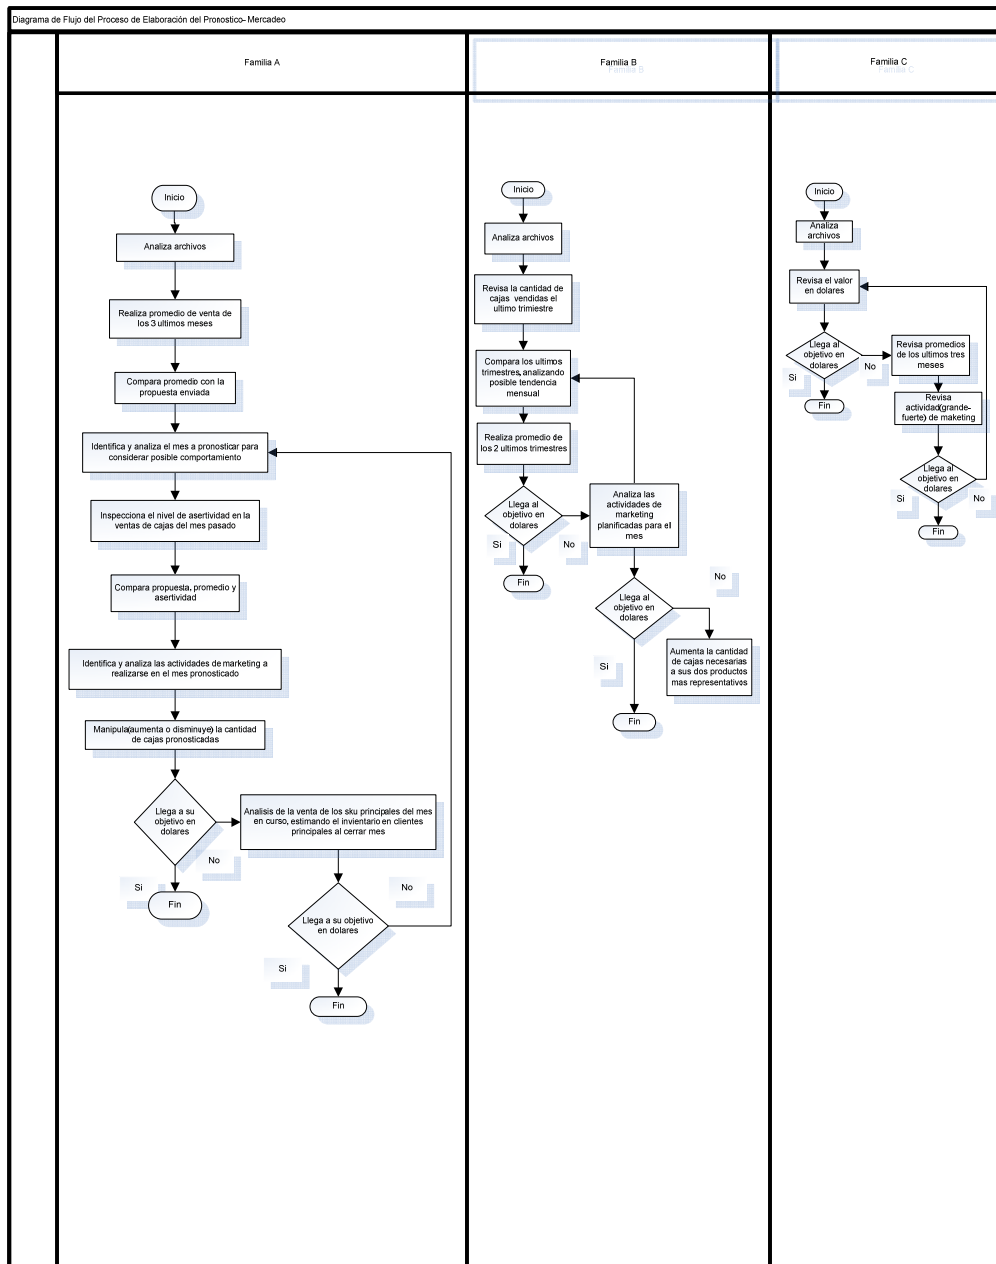 Diagrama de Flujo del Proceso de Elaboración del Pronostico- Mercadeo
Familia A
Familia B
Familia B
Familia C
Familia C
Inicio
Analiza archivos
Realiza promedio de venta de
los 3 ultimos meses
Compara promedio con la
propuesta enviada
Identifica y analiza el mes a pronosticar para
considerar posible comportamiento
Inspecciona el nivel de asertividad en la
ventas de cajas del mes pasado
Compara propuesta, promedio y
asertividad
Identifica y analiza las actividades de marketing a
realizarse en el mes pronosticado
Manipula(aumenta o disminuye) la cantidad
de cajas pronosticadas
Llega a su
objetivo en
dolares
No
Si
Fin
Analisis de la venta de los sku principales del mes
en curso, estimando el inventario en clientes
principales al cerrar mes
Llega a su objetivo
en dolares
No
Si
Fin
Inicio
Analiza archivos
Revisa la cantidad de
cajas vendidas el
ultimo trimiestre
Compara los ultimos
trimestres, analizando
posible tendencia
mensual
Realiza promedio de
los 2 ultimos trimestres
Llega al
objetivo en
dolares
Si
No
Fin
Analiza las
actividades de
marketing
planificadas para el
mes
Llega al
objetivo en
dolares
No
Si
Aumenta la cantidad
de cajas necesarias
a sus dos productos
mas representativos
Fin
Inicio
Analiza
archivos
Revisa el valor
en dolares
Llega al
objetivo en
dolares
Si
No
Fin
Revisa promedios
de los ultimos tres
meses
Revisa
actividad(grande-
fuerte) de maketing
Llega al
objetivo en
dolares
Si
No
Fin